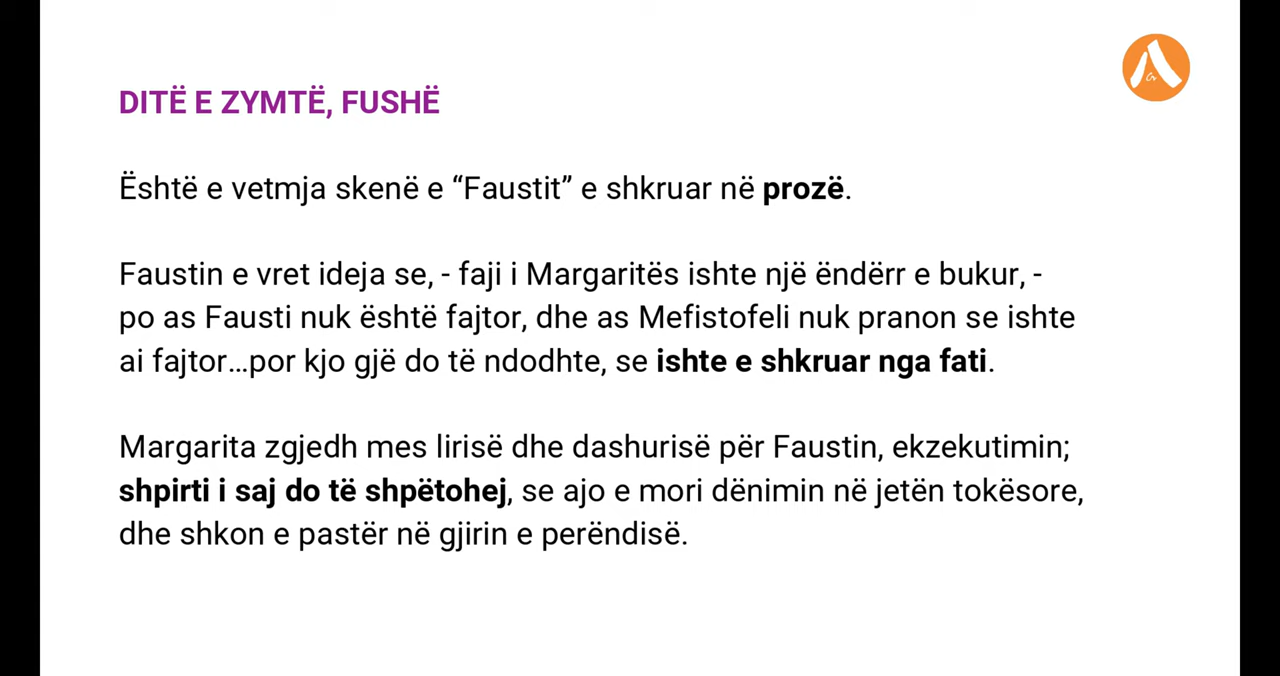 DITË E ZYMTË, FUSHË
Është e vetmja skenë e “Faustit” e shkruar në prozë.
Faustin e vret ideja se, - faji i Margaritës ishte një ëndërr e bukur, -
po as Fausti nuk është fajtor, dhe as Mefistofeli nuk pranon se ishte
ai fajtor…por kjo gjë do të ndodhte, se ishte e shkruar nga fati.
Margarita zgjedh mes lirisë dhe dashurisë për Faustin, ekzekutimin;
shpirti i saj do të shpëtohej, se ajo e mori dënimin në jetën tokësore,
dhe shkon e pastër në gjirin e perëndisë.